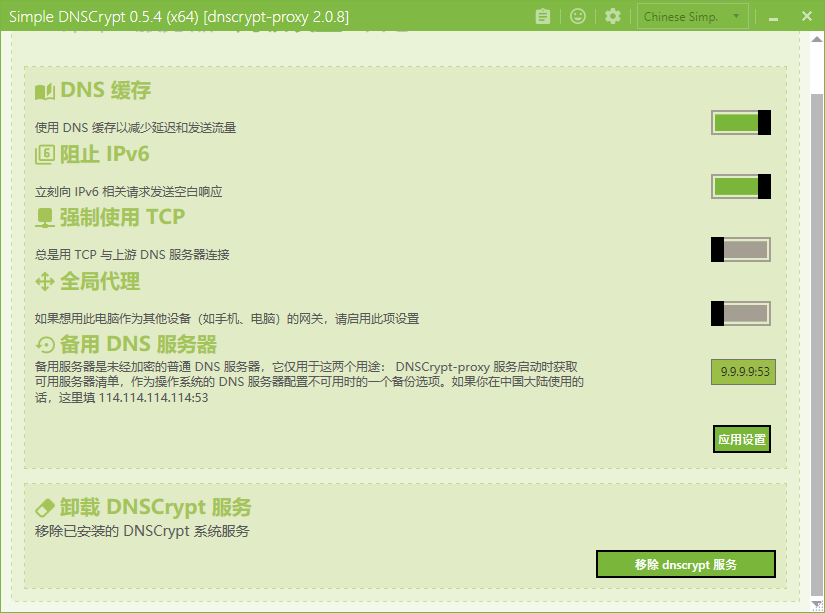 Simple DNSCrypt 0.5.4 (x64) [dnscrypt-proxy 2.0.8]
Chinese Simp.
DNS 缓存
使用 DNS 缓存以减少延迟和发送流量
阻止 IPv6
立刻向 IPv6 相关请求发送空白响应
强制使用 TCP
总是用 TCP 与上游 DNS 服务器连接
全局代理
如果想用此电脑作为其他设备（如手机、电脑）的网关，请启用此项设置
备用 DNS 服务器
备用服务器是未经加密的普通 DNS 服务器，它仅用于这两个用途： DNSCrypt-proxy 服务启动时获取
可用服务器清单，作为操作系统的 DNS 服务器配置不可用时的一个备份选项。如果你在中国大陆使用的
话，这里填 114.114.114.114:53
9.9.9.9:53
应用设置
卸载 DNSCrypt 服务
移除已安装的 DNSCrypt 系统服务
移除 dnscrypt 服务